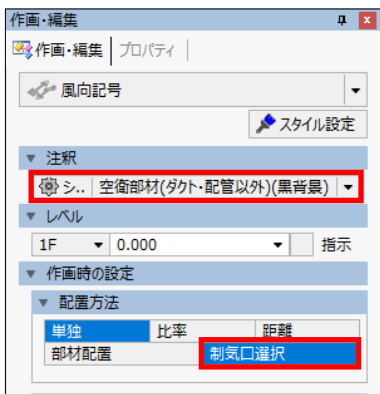 作画・編集
作画・編集 プロパティ
風向記号
スタイル設定
注釈
シ.. 空衛部材(ダクト・配管以外)(黒背景)
レベル
1F 0.000 指示
作画時の設定
配置方法
単独 比率 距離
部材配置 制気口選択